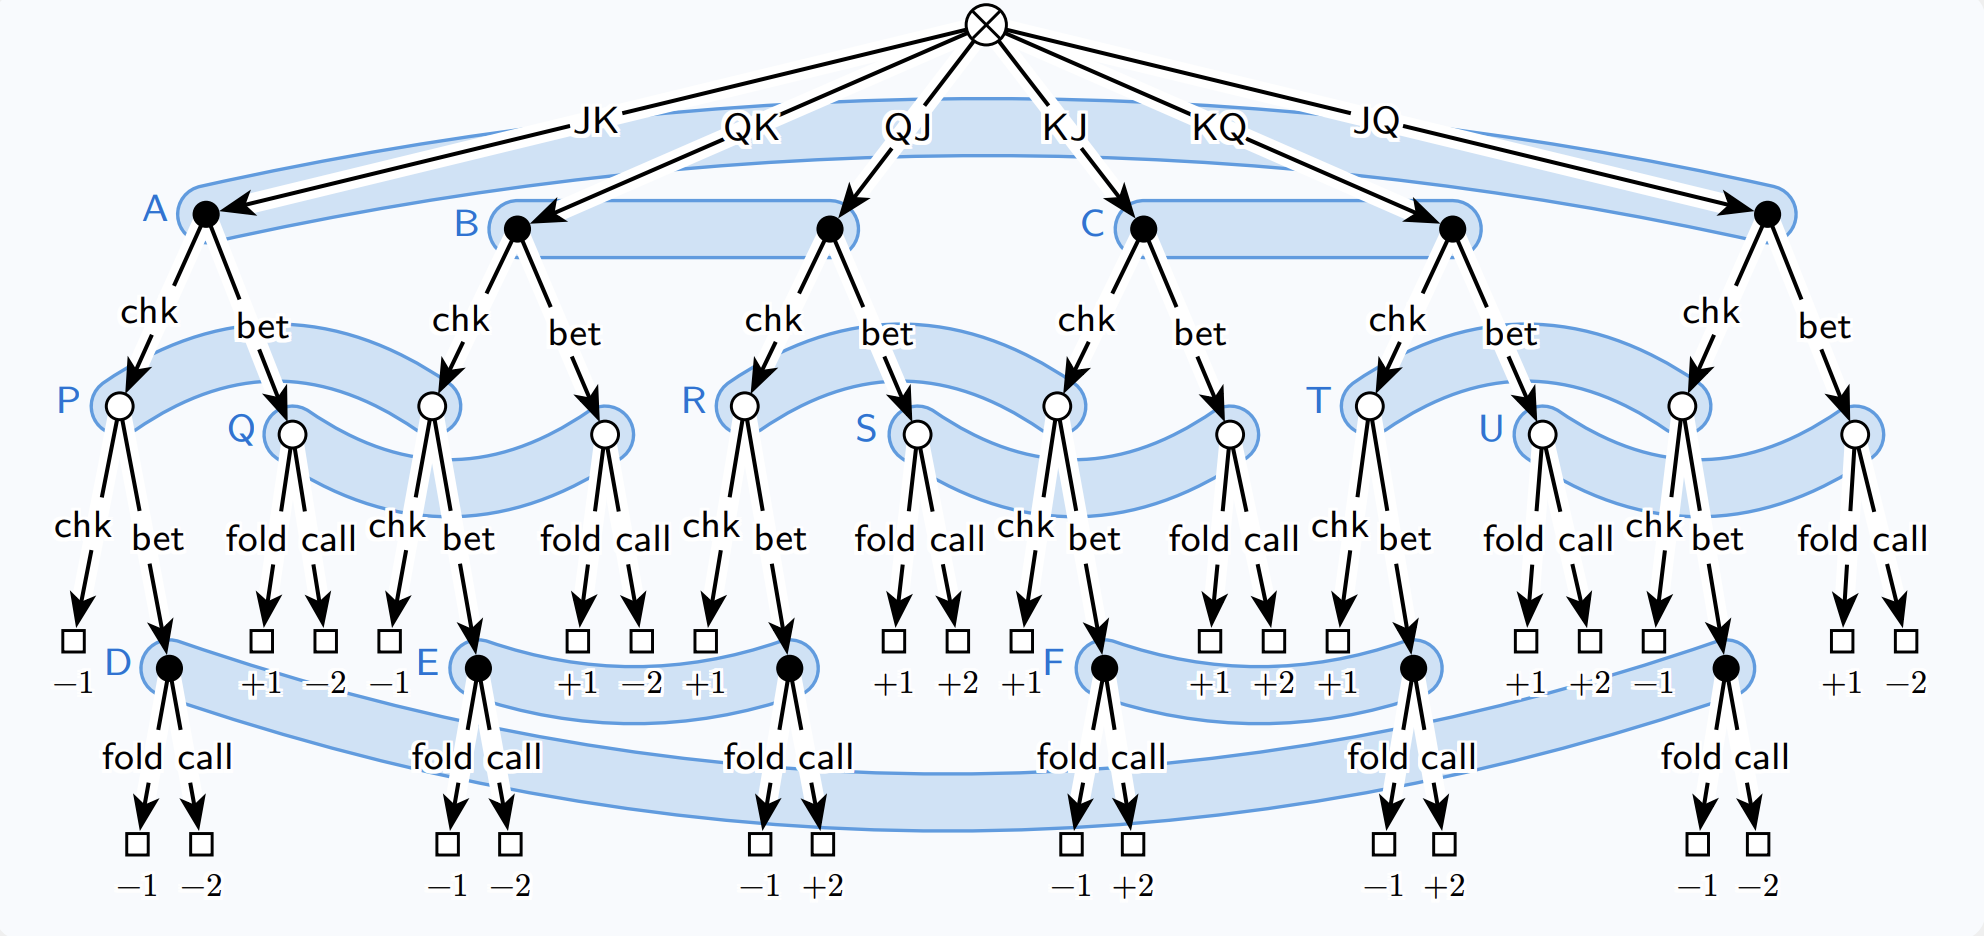 JK QK QJ KJ KQ JQ
A B C
chk bet chk bet chk bet chk bet chk bet chk bet
P Q R S T U
chk bet fold call chk bet fold call chk bet fold call chk bet fold call chk bet fold call chk bet fold call
D E F
−1 +1 −2 −1 +1 −2 +1 +1 +2 +1 +1 +2 +1 +1 +2 −1 +1 −2
fold call fold call fold call fold call fold call fold call
−1 −2 −1 −2 −1 +2 −1 +2 −1 +2 −1 −2